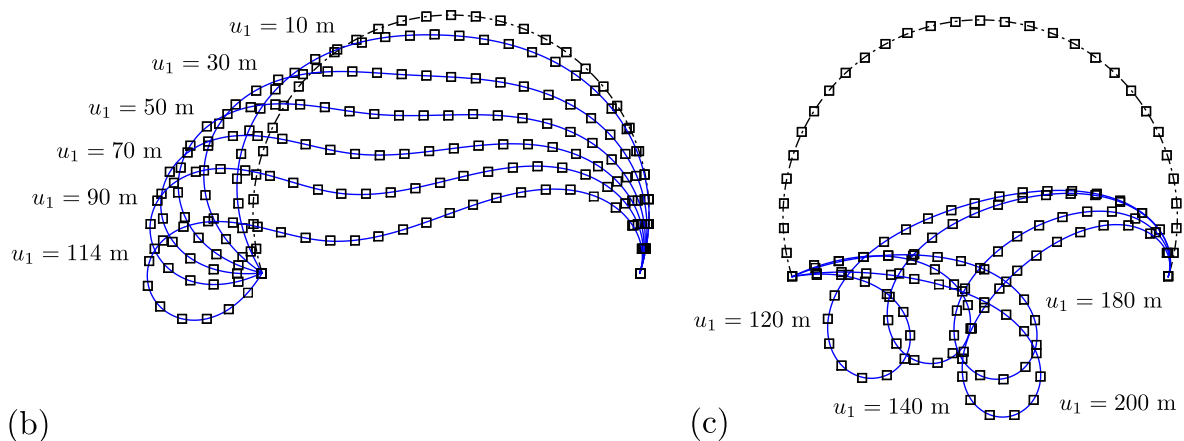 u₁ = 10 m
u₁ = 30 m
u₁ = 50 m
u₁ = 70 m
u₁ = 90 m
u₁ = 114 m
(b)
u₁ = 120 m
u₁ = 180 m
u₁ = 140 m
u₁ = 200 m
(c)